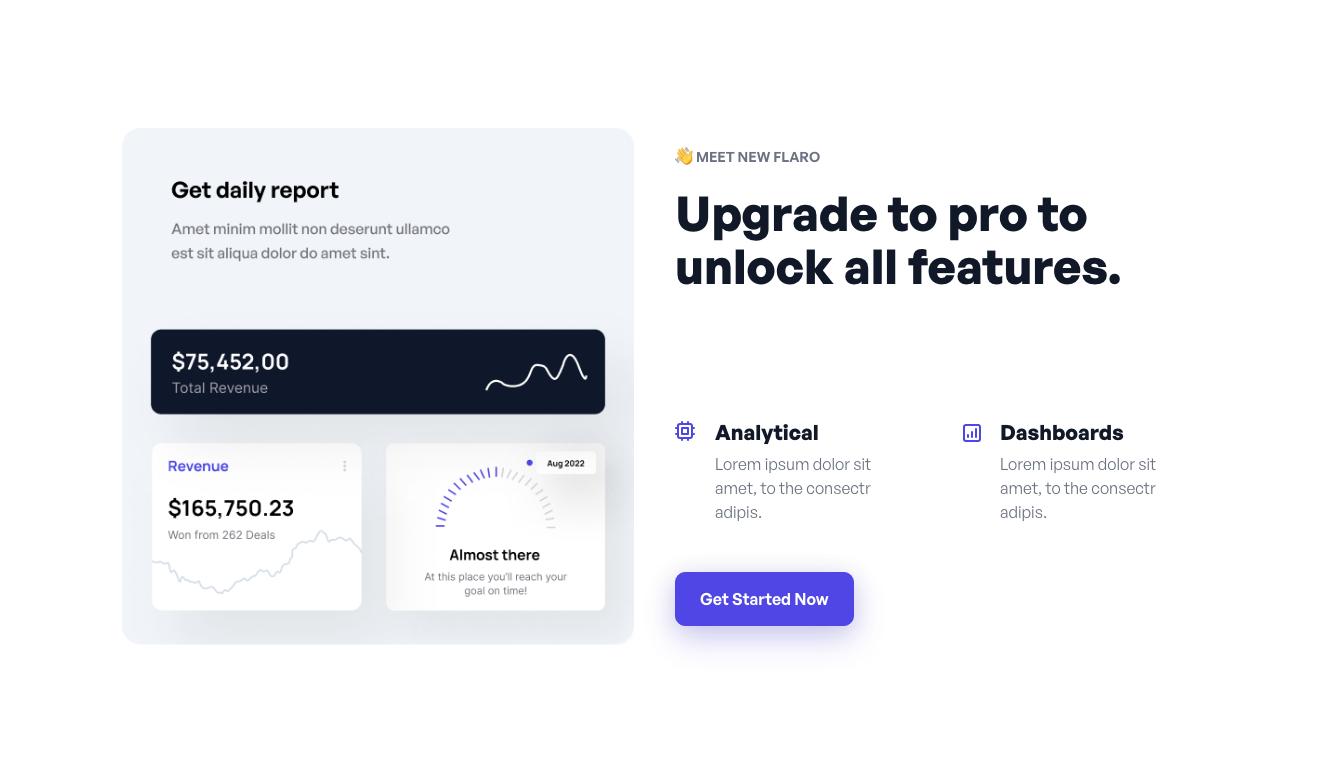 Get daily report
Amet minim mollit non deserunt ullamco
est sit aliqua dolor do amet sint.
$75,452,00
Total Revenue
Revenue
$165,750.23
Won from 262 Deals
Aug 2022
Almost there
At this place you'll reach your
goal on time!
👋 MEET NEW FLARO
Upgrade to pro to
unlock all features.
Analytical
Lorem ipsum dolor sit
amet, to the consectr
adipis.
Dashboards
Lorem ipsum dolor sit
amet, to the consectr
adipis.
Get Started Now